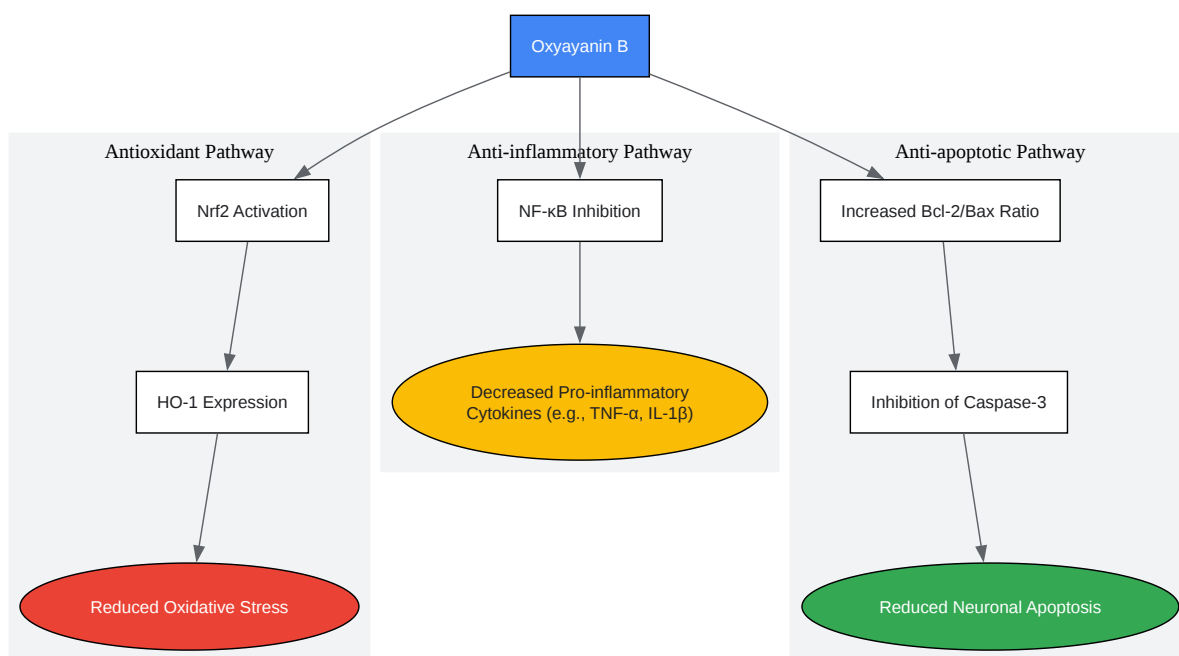 Oxyayanin B
Antioxidant Pathway
Anti-inflammatory Pathway
Anti-apoptotic Pathway
Nrf2 Activation
NF-κB Inhibition
Increased Bcl-2/Bax Ratio
HO-1 Expression
Decreased Pro-inflammatory
Cytokines (e.g., TNF-α, IL-1β)
Inhibition of Caspase-3
Reduced Oxidative Stress
Reduced Neuronal Apoptosis